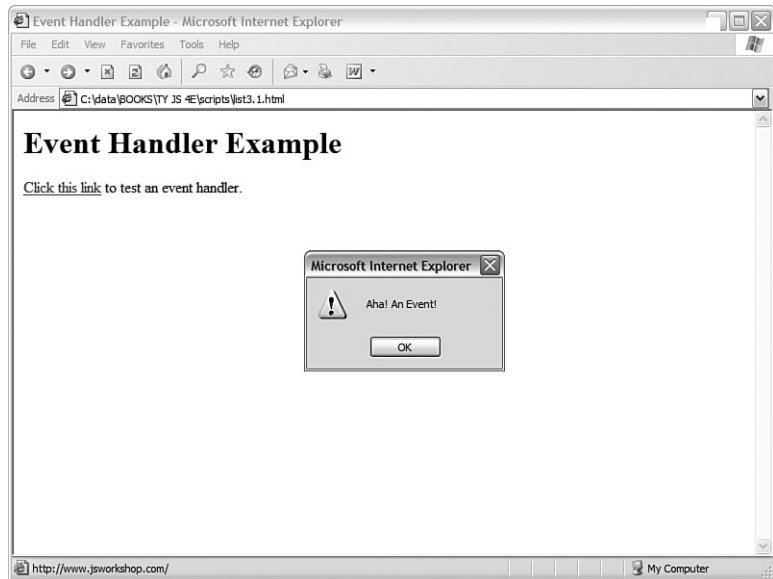 Event Handler Example - Microsoft Internet Explorer
File Edit View Favorites Tools Help
Address C:\data\BOOKS\TY JS 4E\scripts\list3.1.html
Event Handler Example
Click this link to test an event handler.
Microsoft Internet Explorer
Aha! An Event!
OK
http://www.jsworkshop.com/ My Computer